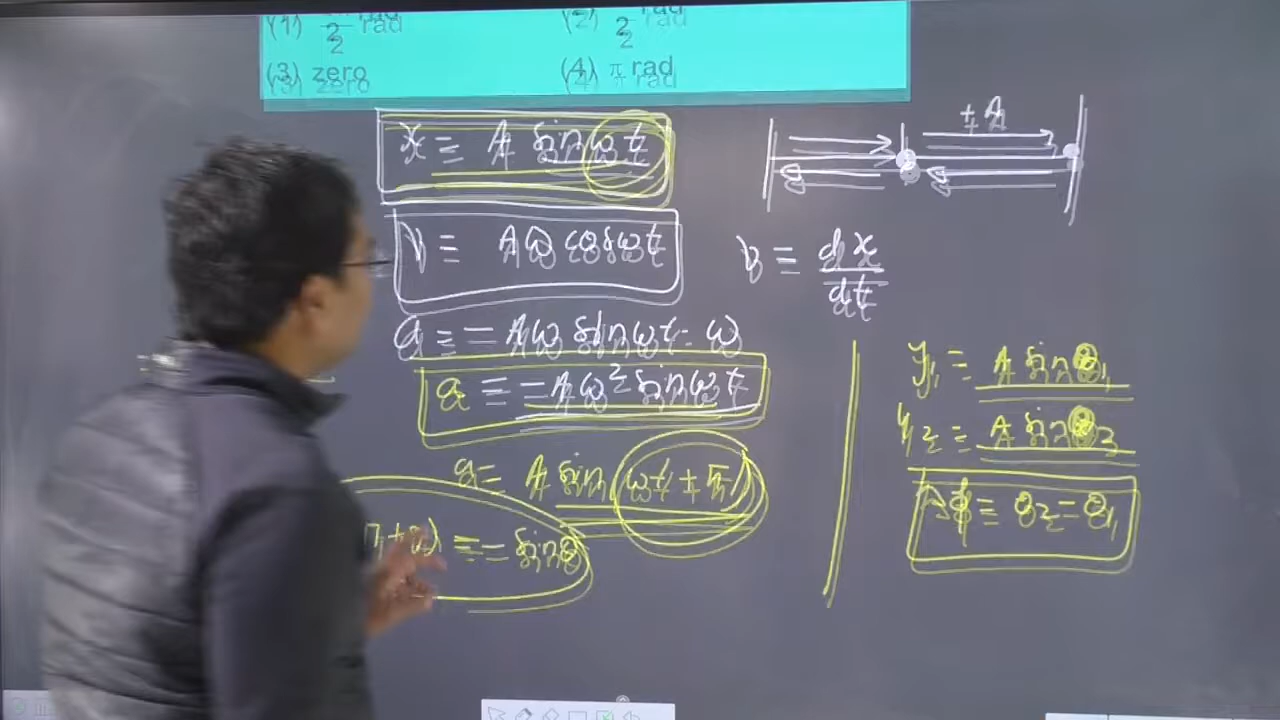 (1) rad
2
(2) rad
2
(3) zero
(4) π rad
x = A sin ωt
+A
v = Aω cos ωt
v = dx/dt
a = -Aω sin ωt · ω
a = -Aω² sin ωt
a = A sin(ωt + π)
= - sin θ
y₁ = A sin θ₁
y₂ = A sin θ₂
Δφ = θ₂ - θ₁